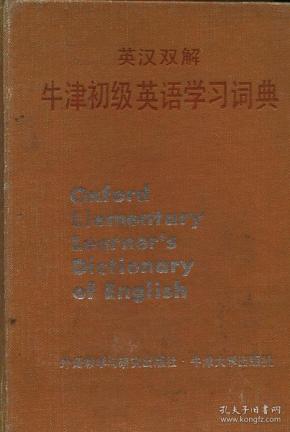 英汉双解
牛津初级英语学习词典
Oxford
Elementary
Learner's
Dictionary
of English
外语教学与研究出版社·牛津大学出版社
孔夫子旧书网